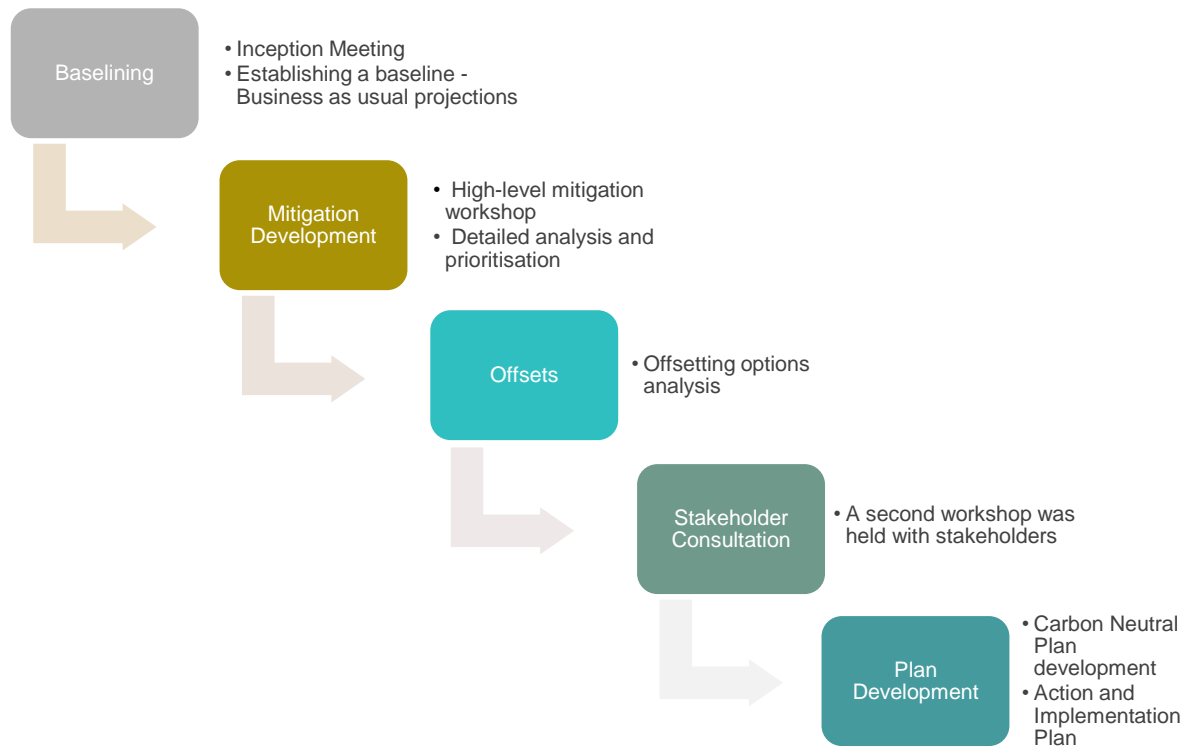 Baselining
• Inception Meeting
• Establishing a baseline -
Business as usual projections
Mitigation
Development
• High-level mitigation
workshop
• Detailed analysis and
prioritisation
Offsets
• Offsetting options
analysis
Stakeholder
Consultation
• A second workshop was
held with stakeholders
Plan
Development
• Carbon Neutral
Plan
development
• Action and
Implementation
Plan